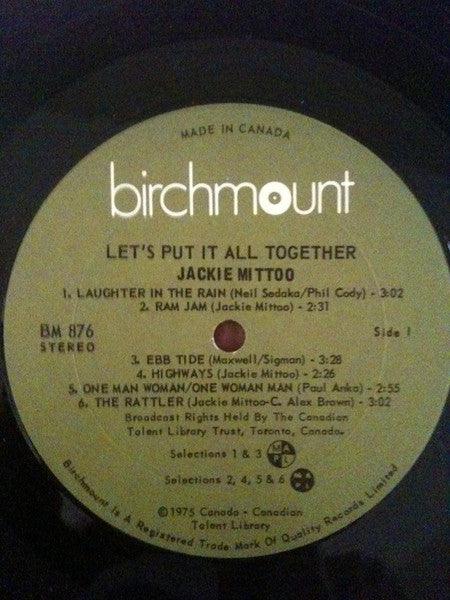 MADE IN CANADA
birchmount
LET'S PUT IT ALL TOGETHER
JACKIE MITTOO
1. LAUGHTER IN THE RAIN (Neil Sedaka/Phil Cody) - 3:02
2. RAM JAM (Jackie Mittoo) - 2:31
BM 876
STEREO
Side 1
3. EBB TIDE (Maxwell/Sigman) - 3:28
4. HIGHWAYS (Jackie Mittoo) - 2:26
5. ONE MAN WOMAN/ONE WOMAN MAN (Paul Anka) - 2:55
6. THE RATTLER (Jackie Mittoo-C. Alex Brown) - 3:02
Broadcast Rights Held By The Canadian
Talent Library Trust, Toronto, Canada.
Selections 1 & 3
Selections 2, 4, 5 & 6
©1975 Canada - Canadian
Talent Library
Birchmount Is A Registered Trade Mark Of Quality Records Limited